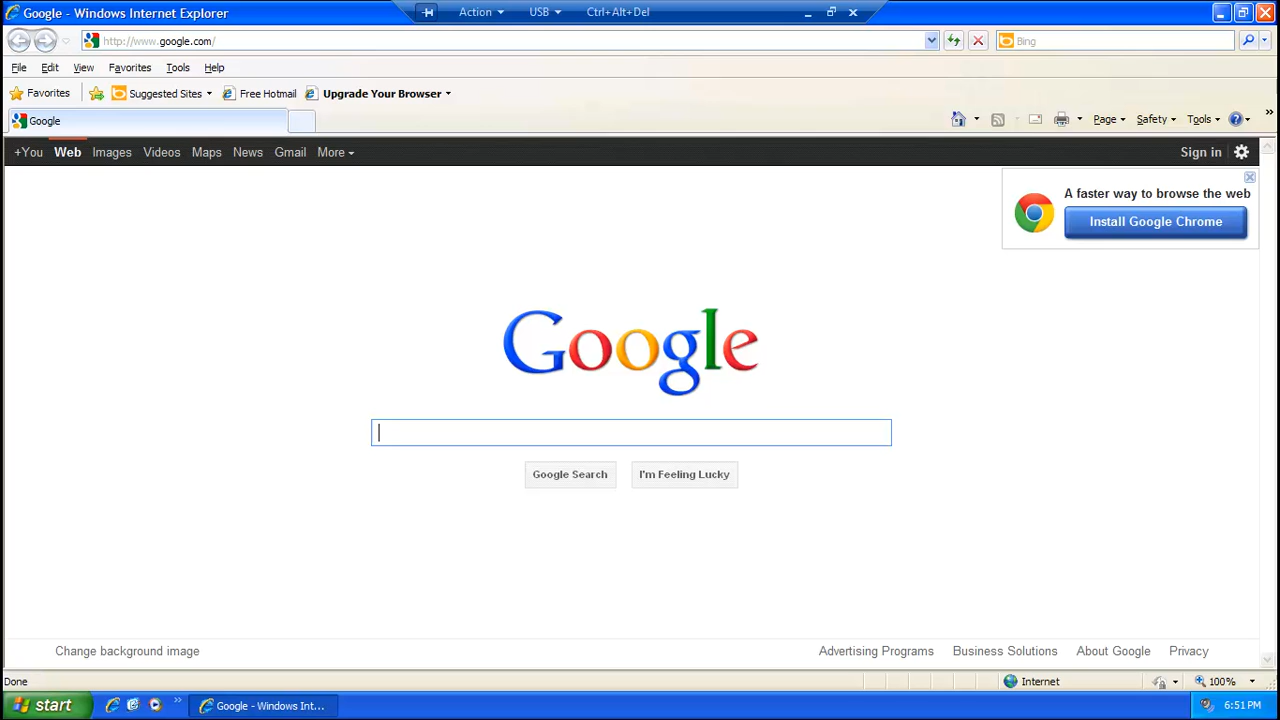 Google - Windows Internet Explorer
Action USB Ctrl+Alt+Del
http://www.google.com/
Bing
File Edit View Favorites Tools Help
Favorites Suggested Sites Free Hotmail Upgrade Your Browser
Google
Page Safety Tools
+You Web Images Videos Maps News Gmail More
Sign in
A faster way to browse the web
Install Google Chrome
Google
Google Search I'm Feeling Lucky
Change background image Advertising Programs Business Solutions About Google Privacy
Done Internet 100%
start Google - Windows Int... 6:51 PM